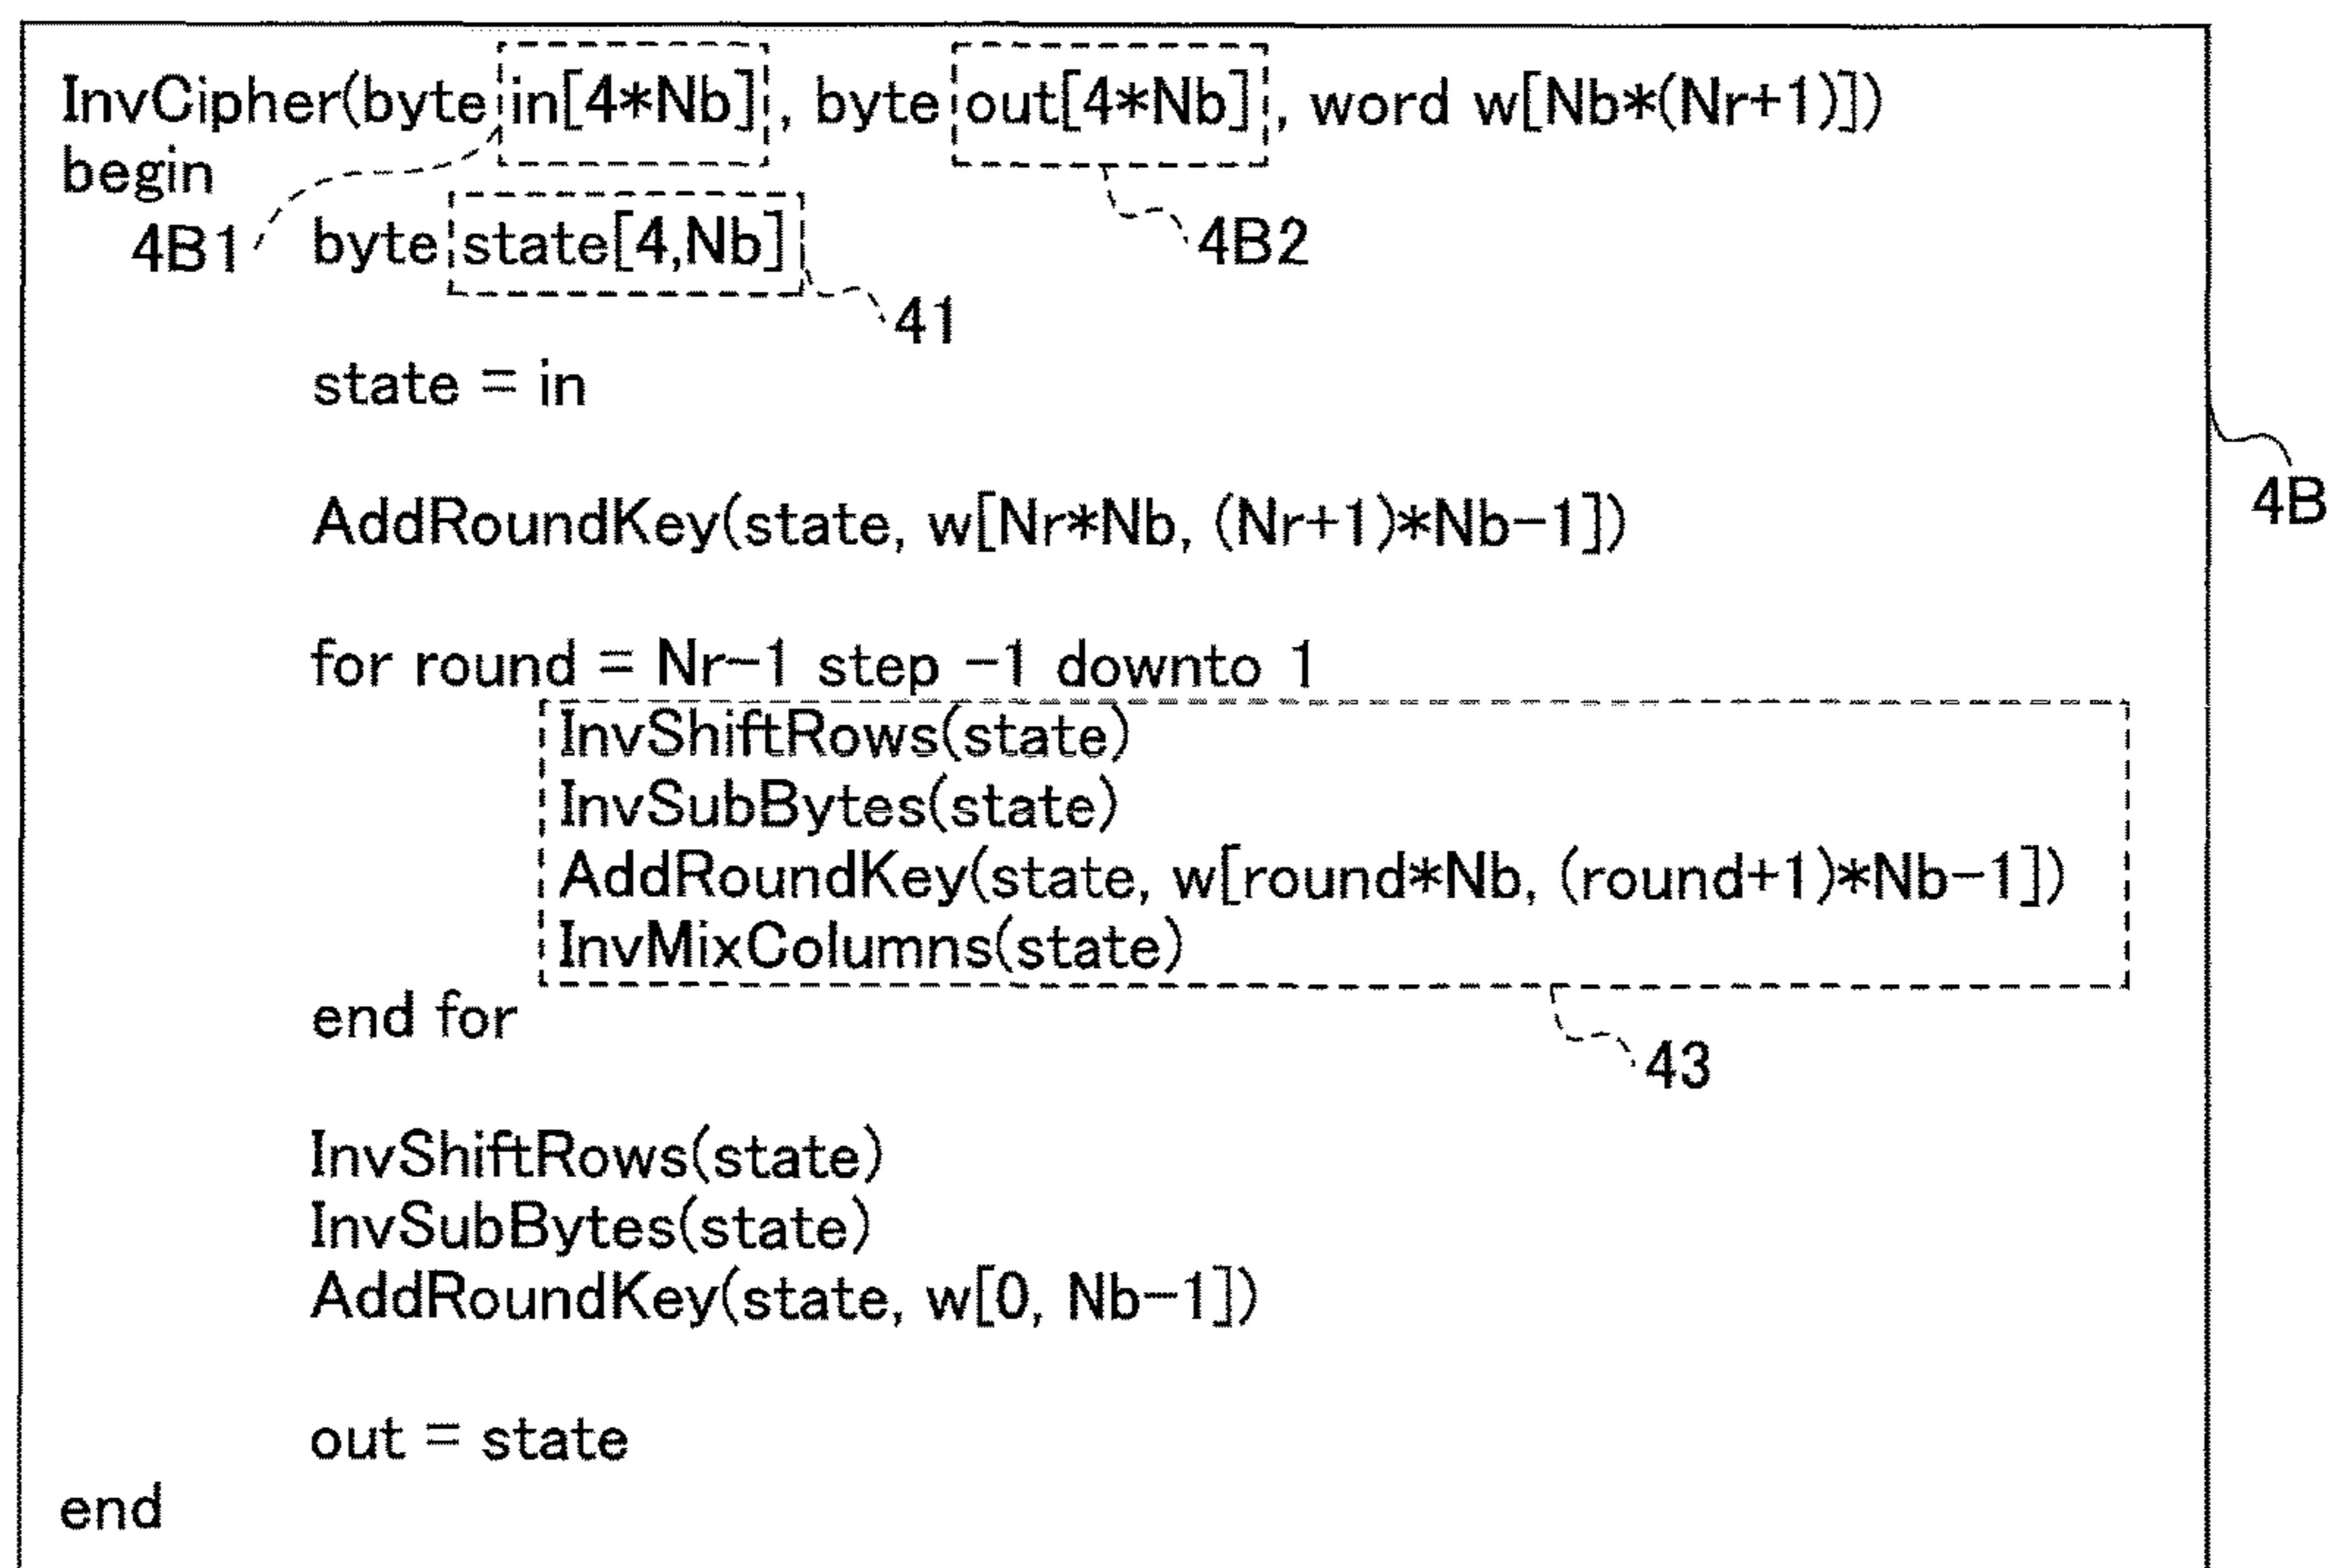 InvCipher(byte in[4*Nb], byte out[4*Nb], word w[Nb*(Nr+1)])
begin
4B1 byte state[4,Nb] 4B2
41
state = in
AddRoundKey(state, w[Nr*Nb, (Nr+1)*Nb-1])
4B
for round = Nr-1 step -1 downto 1
InvShiftRows(state)
InvSubBytes(state)
AddRoundKey(state, w[round*Nb, (round+1)*Nb-1])
InvMixColumns(state)
end for
43
InvShiftRows(state)
InvSubBytes(state)
AddRoundKey(state, w[0, Nb-1])
out = state
end